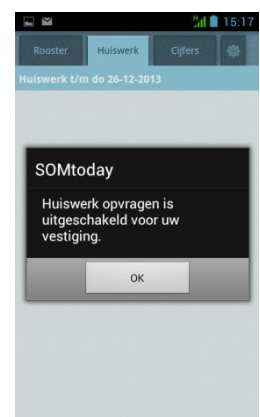 15:17
Rooster Huiswerk Cijfers
Huiswerk t/m do 26-12-2013
SOMtoday
Huiswerk opvragen is
uitgeschakeld voor uw
vestiging.
OK